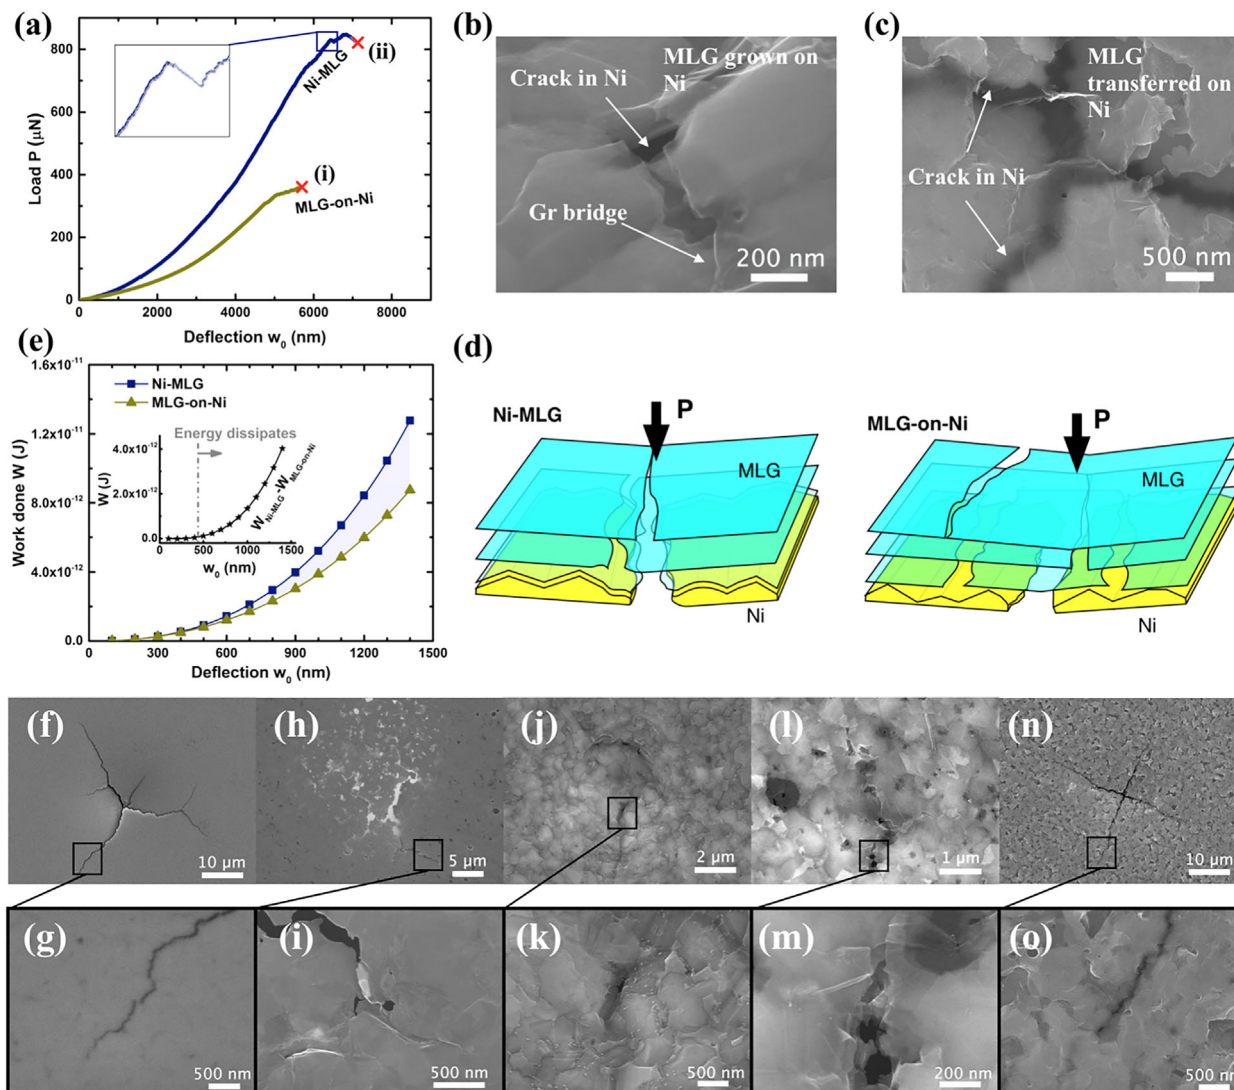 (a)
Load P (μN)
800
600
400
200
0
0
2000
4000
6000
8000
Deflection w₀ (nm)
Ni-MLG
(ii)
(i)
MLG-on-Ni
(b)
MLG grown on
Ni
Crack in Ni
Gr bridge
200 nm
(c)
MLG
transferred on
Ni
Crack in Ni
500 nm
(e)
Work done W (J)
1.6x10⁻¹¹
1.2x10⁻¹¹
8.0x10⁻¹²
4.0x10⁻¹²
0.0
0
300
600
900
1200
1500
Deflection w₀ (nm)
Ni-MLG
MLG-on-Ni
Energy dissipates
W (J)
4.0x10⁻¹²
2.0x10⁻¹²
0.0
0
500
1000
1500
w₀ (nm)
W_Ni-MLG-W_MLG-on-Ni
(d)
Ni-MLG
P
MLG
Ni
MLG-on-Ni
P
MLG
Ni
(f)
10 μm
(h)
5 μm
(j)
2 μm
(l)
1 μm
(n)
10 μm
(g)
500 nm
(i)
500 nm
(k)
500 nm
(m)
200 nm
(o)
500 nm